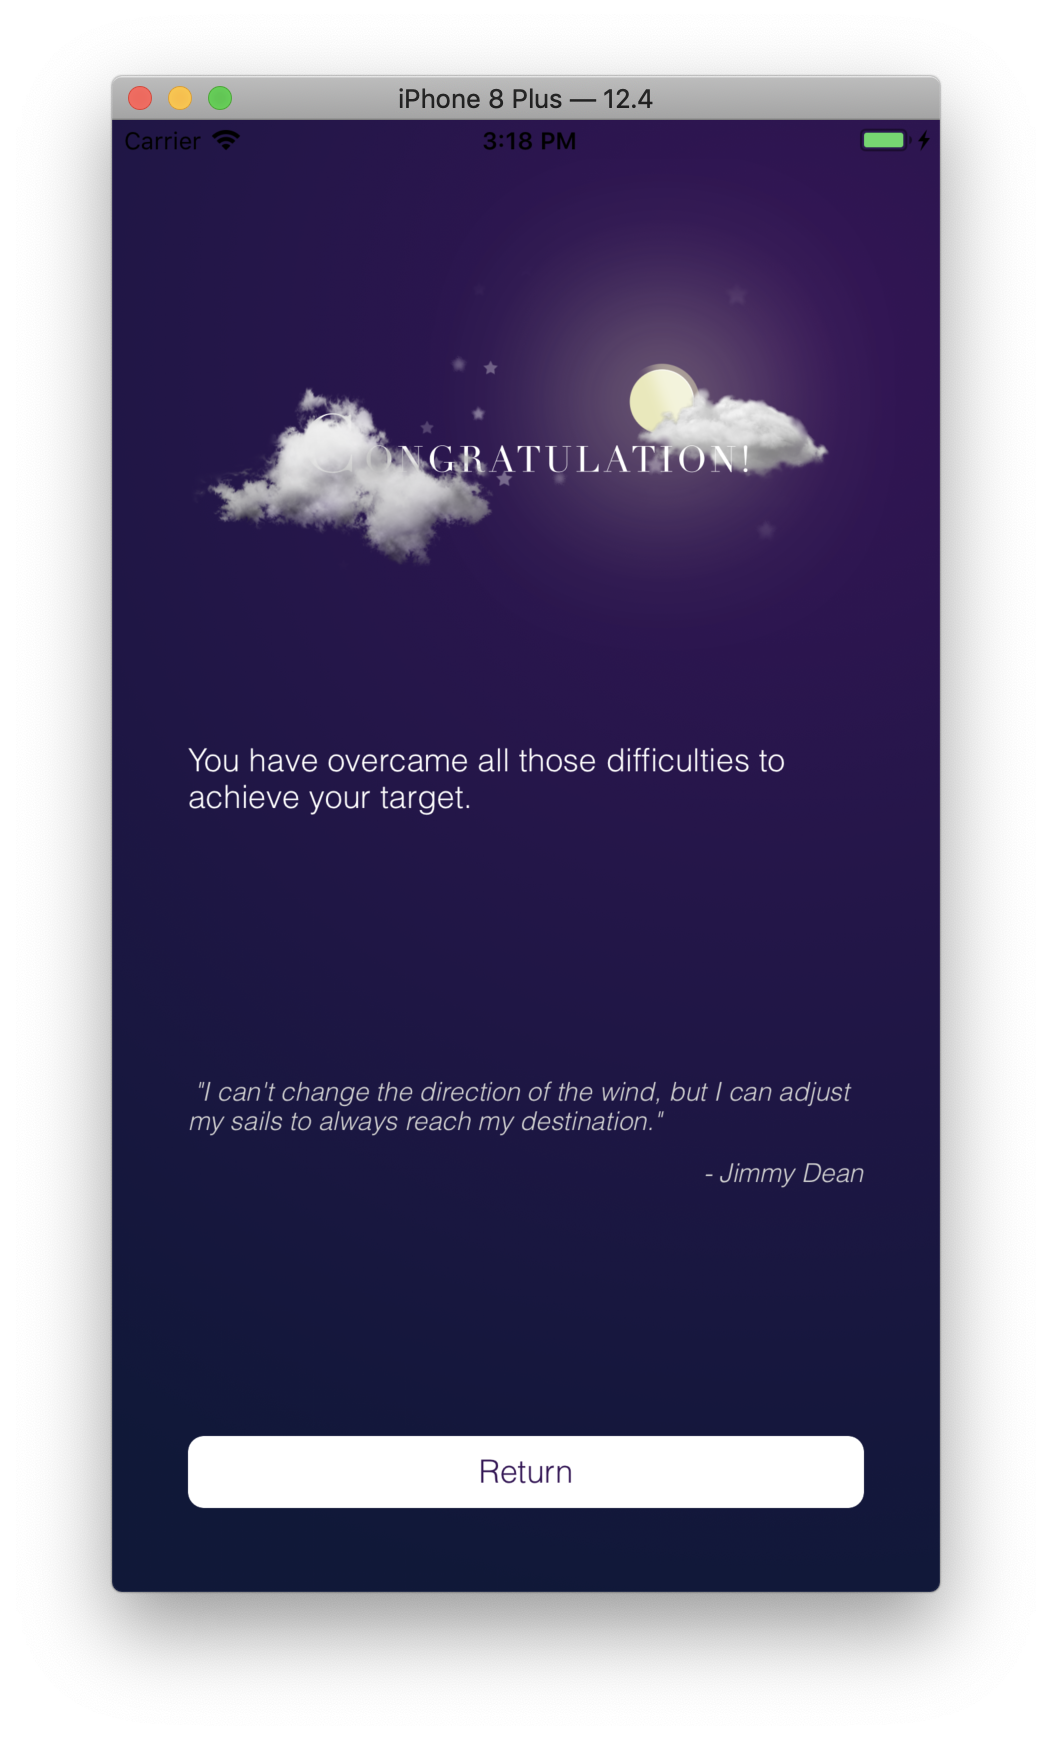 iPhone 8 Plus — 12.4
Carrier 3:18 PM
CONGRATULATION!
You have overcame all those difficulties to
achieve your target.
"I can't change the direction of the wind, but I can adjust
my sails to always reach my destination."
- Jimmy Dean
Return